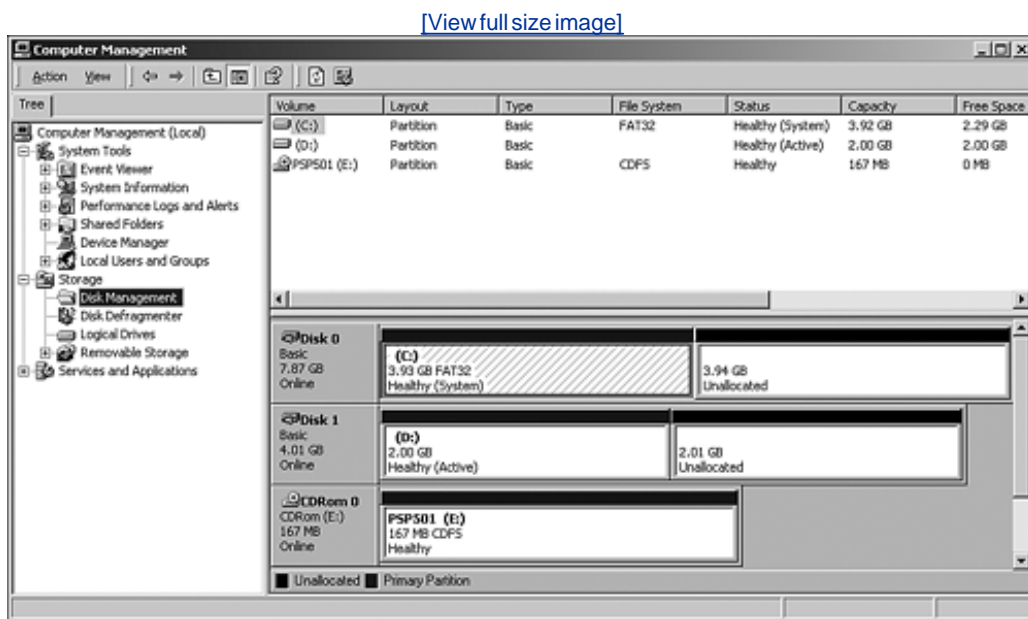 [View full size image]
Computer Management
Action View
Tree
Computer Management (Local)
System Tools
Event Viewer
System Information
Performance Logs and Alerts
Shared Folders
Device Manager
Local Users and Groups
Storage
Disk Management
Disk Defragmenter
Logical Drives
Removable Storage
Services and Applications
Volume Layout Type File System Status Capacity Free Space
(C:) Partition Basic FAT32 Healthy (System) 3.92 GB 2.29 GB
(D:) Partition Basic Healthy (Active) 2.00 GB 2.00 GB
PSP501 (E:) Partition Basic CDFS Healthy 167 MB 0 MB
Disk 0
Basic
7.87 GB
Online
(C:)
3.93 GB FAT32
Healthy (System)
3.94 GB
Unallocated
Disk 1
Basic
4.01 GB
Online
(D:)
2.00 GB
Healthy (Active)
2.01 GB
Unallocated
CDRom 0
CDRom (E:)
167 MB
Online
PSP501 (E:)
167 MB CDFS
Healthy
Unallocated Primary Partition